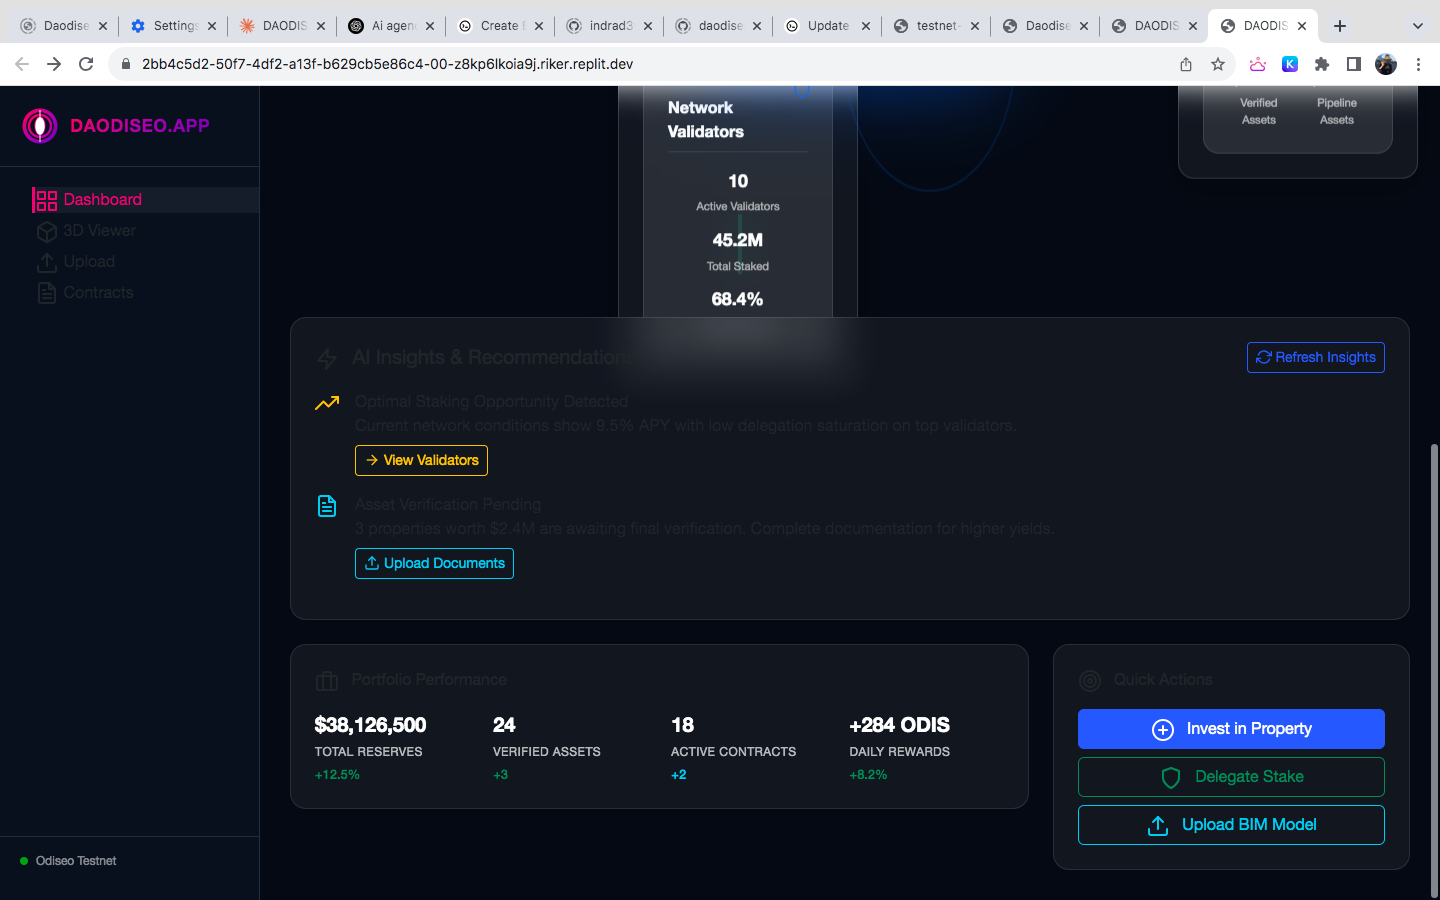 Daodise
Settings
DAODIS
Ai agen
Create
indrad3
daodise
Update
testnet-
Daodise
DAODIS
DAODIS
2bb4c5d2-50f7-4df2-a13f-b629cb5e86c4-00-z8kp6lkoia9j.riker.replit.dev
DAODISEO.APP
Dashboard
3D Viewer
Upload
Contracts
Odiseo Testnet
Network
Validators
10
Active Validators
45.2M
Total Staked
68.4%
Verified
Assets
Pipeline
Assets
AI Insights & Recommendations
Refresh Insights
Optimal Staking Opportunity Detected
Current network conditions show 9.5% APY with low delegation saturation on top validators.
View Validators
Asset Verification Pending
3 properties worth $2.4M are awaiting final verification. Complete documentation for higher yields.
Upload Documents
Portfolio Performance
$38,126,500
TOTAL RESERVES
+12.5%
24
VERIFIED ASSETS
+3
18
ACTIVE CONTRACTS
+2
+284 ODIS
DAILY REWARDS
+8.2%
Quick Actions
Invest in Property
Delegate Stake
Upload BIM Model